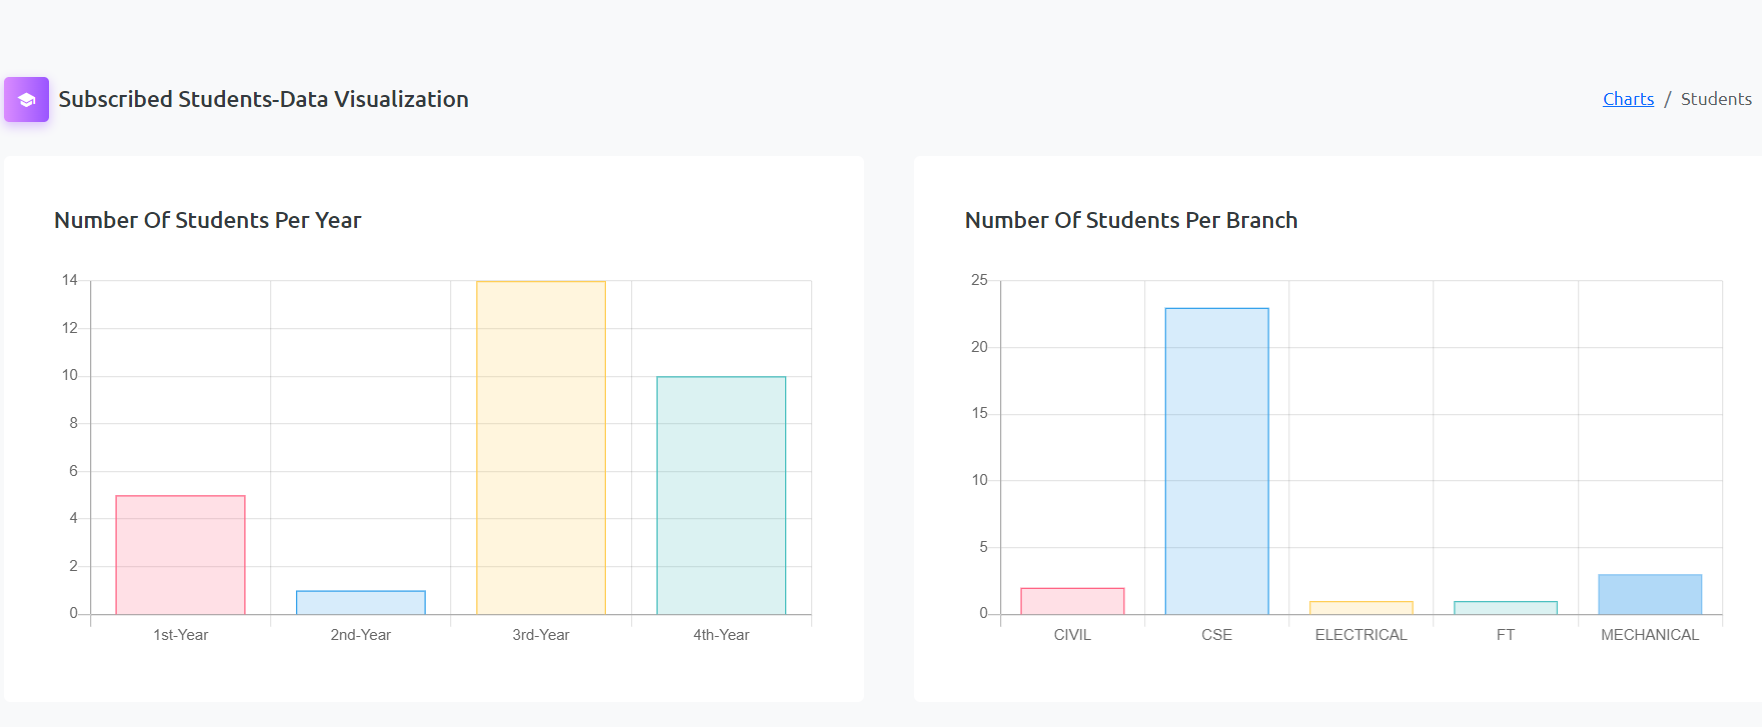 Subscribed Students-Data Visualization
Charts / Students
Number Of Students Per Year
14
12
10
8
6
4
2
0
1st-Year 2nd-Year 3rd-Year 4th-Year
Number Of Students Per Branch
25
20
15
10
5
0
CIVIL CSE ELECTRICAL FT MECHANICAL